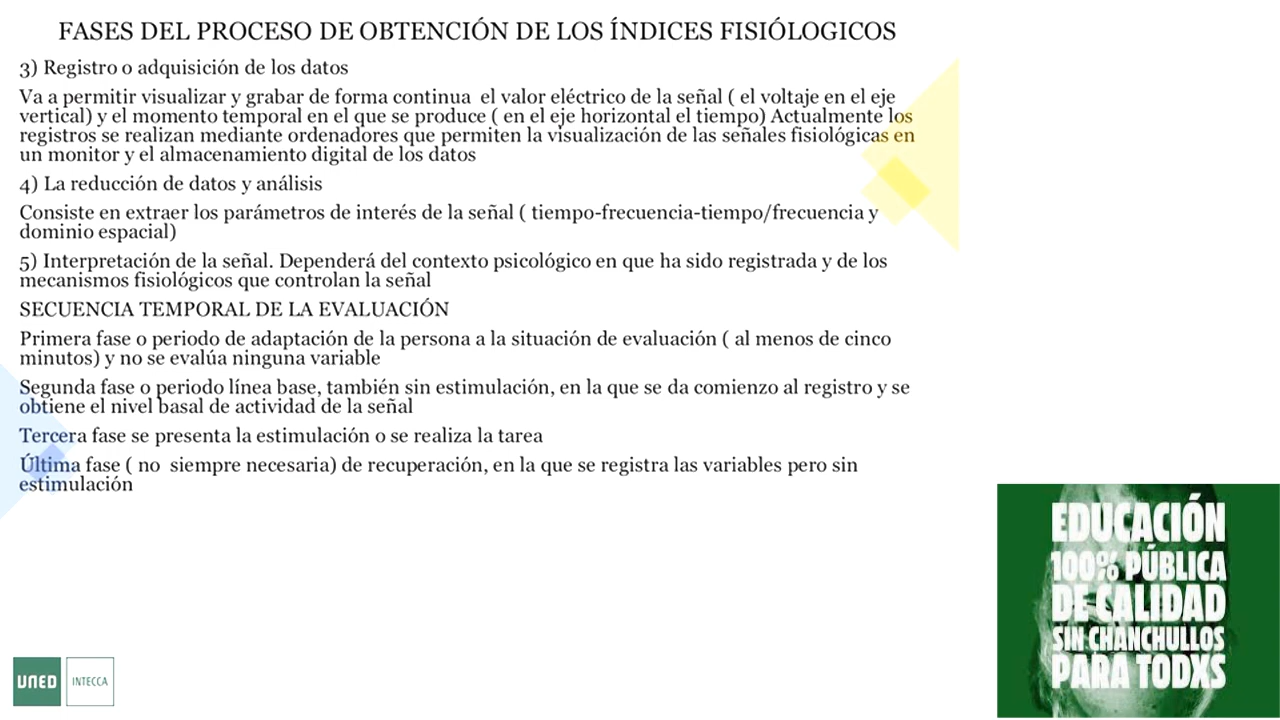 FASES DEL PROCESO DE OBTENCIÓN DE LOS ÍNDICES FISIÓLOGICOS
3) Registro o adquisición de los datos
Va a permitir visualizar y grabar de forma continua el valor eléctrico de la señal ( el voltaje en el eje
vertical) y el momento temporal en el que se produce ( en el eje horizontal el tiempo) Actualmente los
registros se realizan mediante ordenadores que permiten la visualización de las señales fisiológicas en
un monitor y el almacenamiento digital de los datos
4) La reducción de datos y análisis
Consiste en extraer los parámetros de interés de la señal ( tiempo-frecuencia-tiempo/frecuencia y
dominio espacial)
5) Interpretación de la señal. Dependerá del contexto psicológico en que ha sido registrada y de los
mecanismos fisiológicos que controlan la señal
SECUENCIA TEMPORAL DE LA EVALUACIÓN
Primera fase o periodo de adaptación de la persona a la situación de evaluación ( al menos de cinco
minutos) y no se evalúa ninguna variable
Segunda fase o periodo línea base, también sin estimulación, en la que se da comienzo al registro y se
obtiene el nivel basal de actividad de la señal
Tercera fase se presenta la estimulación o se realiza la tarea
Última fase ( no siempre necesaria) de recuperación, en la que se registra las variables pero sin
estimulación
EDUCACIÓN
100% PÚBLICA
DE CALIDAD
SIN CHANCHULLOS
PARA TODXS
UNED INTECCA